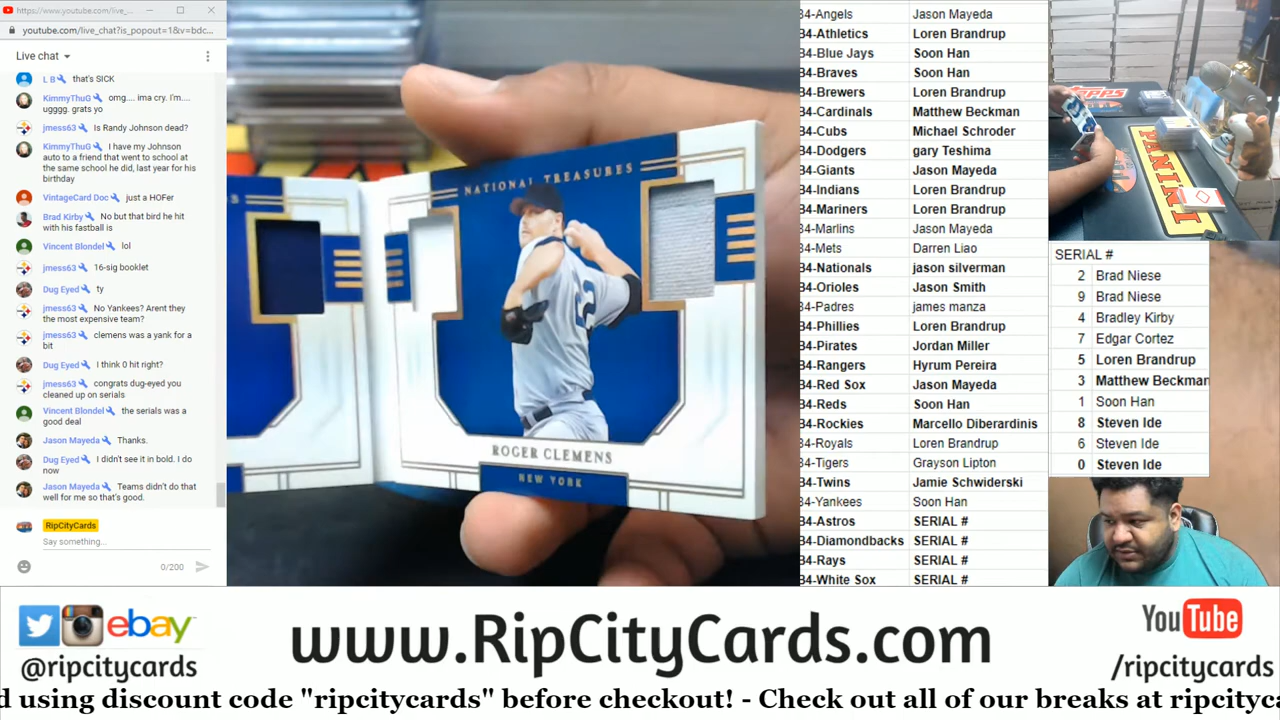 https://www.youtube.com/live_
youtube.com/live_chat?is_popout=1&v=bdc...
Live chat
L B that's SICK
KimmyThuG omg.... ima cry. I'm....
ugggg. grats yo
jmess63 Is Randy Johnson dead?
KimmyThuG I have my Johnson
auto to a friend that went to school at
the same school he did, last year for his
birthday
VintageCard Doc just a HOFer
Brad Kirby No but that bird he hit
with his fastball is
Vincent Blondel lol
jmess63 16-sig booklet
Dug Eyed ty
jmess63 No Yankees? Arent they
the most expensive team?
jmess63 clemens was a yank for a
bit
Dug Eyed I think 0 hit right?
jmess63 congrats dug-eyed you
cleaned up on serials
Vincent Blondel the serials was a
good deal
Jason Mayeda Thanks.
Dug Eyed I didn't see it in bold. I do
now
Jason Mayeda Teams didn't do that
well for me so that's good.
RipCityCards
Say something...
0/200
NATIONAL TREASURES
ROGER CLEMENS
NEW YORK
34-Angels Jason Mayeda
34-Athletics Loren Brandrup
34-Blue Jays Soon Han
34-Braves Soon Han
34-Brewers Loren Brandrup
34-Cardinals Matthew Beckman
34-Cubs Michael Schroder
34-Dodgers gary Teshima
34-Giants Jason Mayeda
34-Indians Loren Brandrup
34-Mariners Loren Brandrup
34-Marlins Jason Mayeda
34-Mets Darren Liao
34-Nationals jason silverman
34-Orioles Jason Smith
34-Padres james manza
34-Phillies Loren Brandrup
34-Pirates Jordan Miller
34-Rangers Hyrum Pereira
34-Red Sox Jason Mayeda
34-Reds Soon Han
34-Rockies Marcello Diberardinis
34-Royals Loren Brandrup
34-Tigers Grayson Lipton
34-Twins Jamie Schwiderski
34-Yankees Soon Han
34-Astros SERIAL #
34-Diamondbacks SERIAL #
34-Rays SERIAL #
34-White Sox SERIAL #
TOPPS
PANINI
SERIAL #
2 Brad Niese
9 Brad Niese
4 Bradley Kirby
7 Edgar Cortez
5 Loren Brandrup
3 Matthew Beckman
1 Soon Han
8 Steven Ide
6 Steven Ide
0 Steven Ide
ebay
@ripcitycards
www.RipCityCards.com
YouTube
/ripcitycards
d using discount code "ripcitycards" before checkout! - Check out all of our breaks at ripcityc